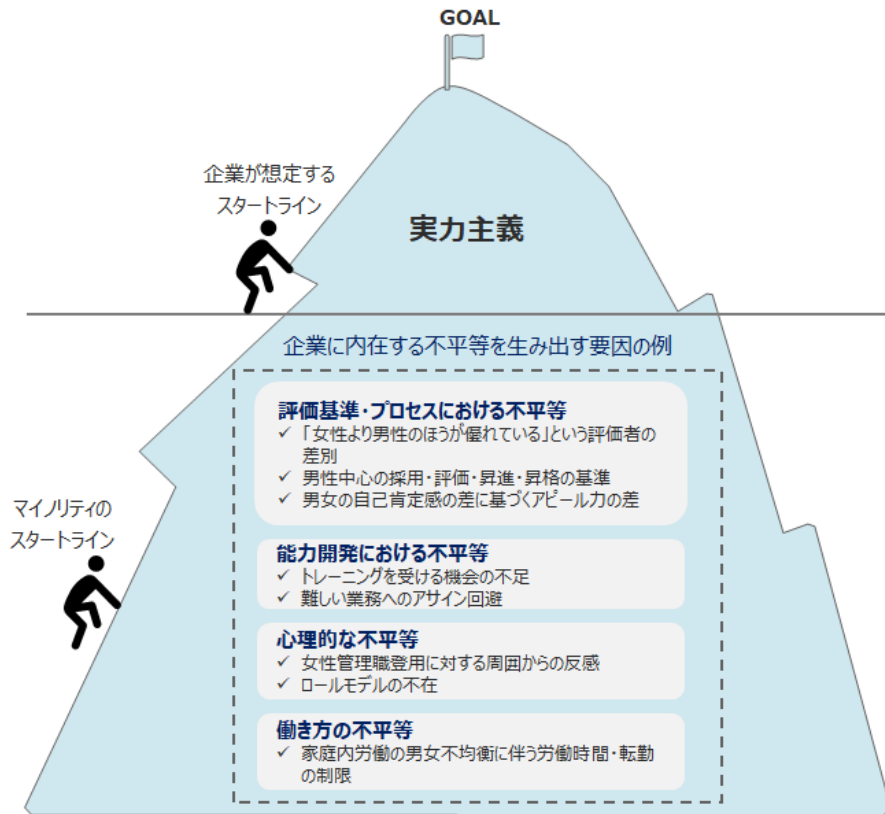 GOAL
企業が想定する
スタートライン
実力主義
企業に内在する不平等を生み出す要因の例
評価基準・プロセスにおける不平等
✓ 「女性より男性のほうが優れている」という評価者の
差別
✓ 男性中心の採用・評価・昇進・昇格の基準
✓ 男女の自己肯定感の差に基づくアピール力の差
マイノリティの
スタートライン
能力開発における不平等
✓ トレーニングを受ける機会の不足
✓ 難しい業務へのアサイン回避
心理的な不平等
✓ 女性管理職登用に対する周囲からの反感
✓ ロールモデルの不在
働き方の不平等
✓ 家庭内労働の男女不均衡に伴う労働時間・転勤
の制限